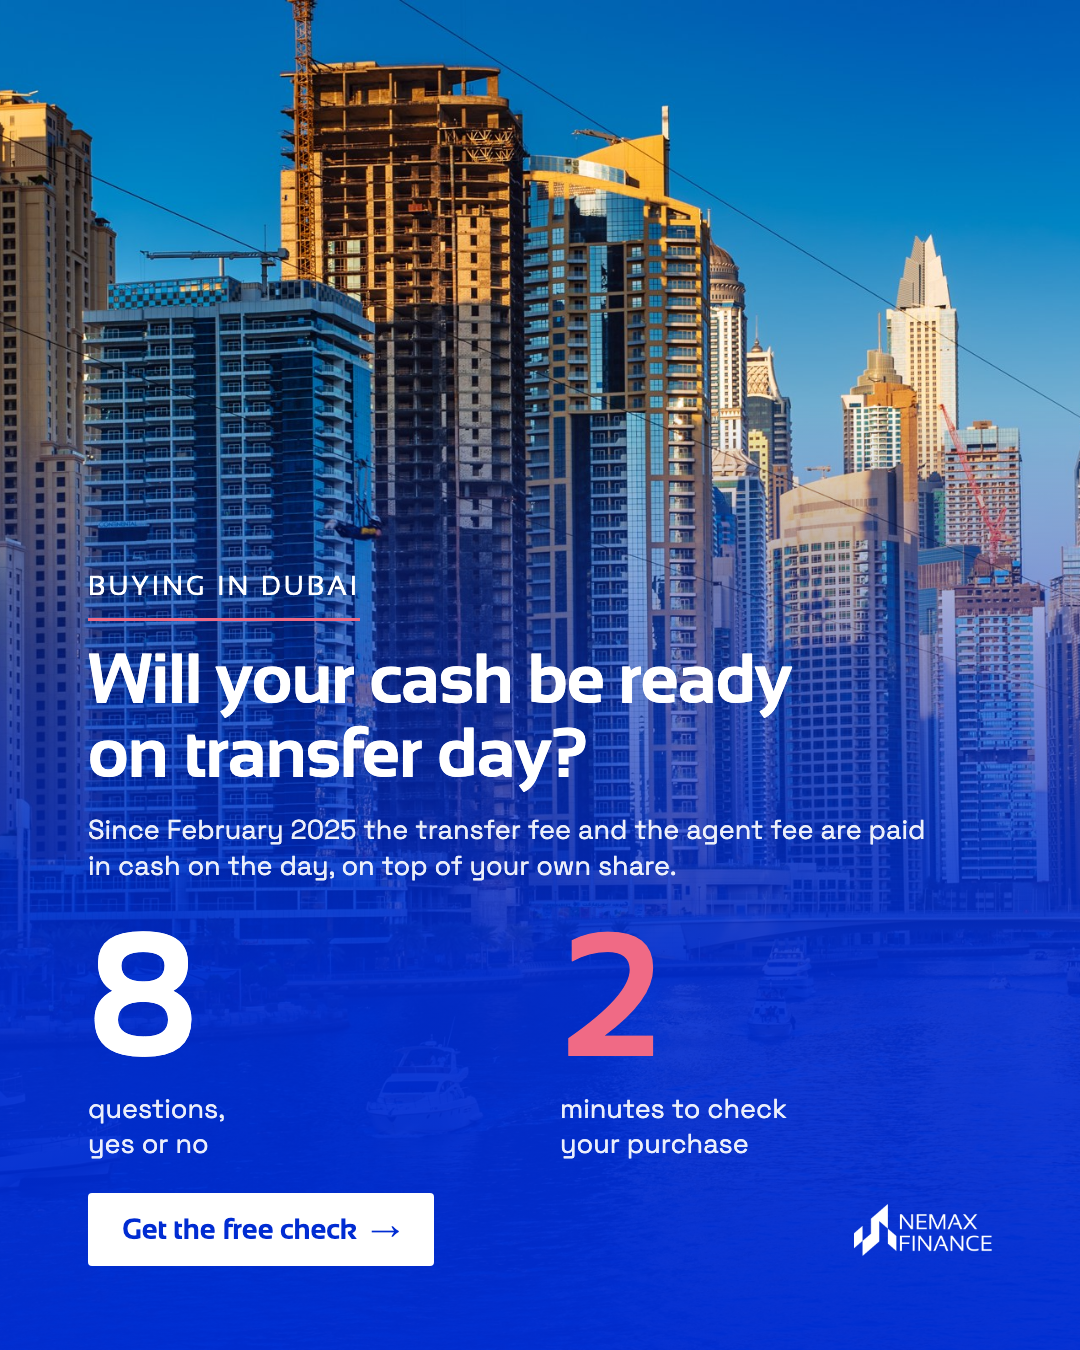 BUYING IN DUBAI
Will your cash be ready
on transfer day?
Since February 2025 the transfer fee and the agent fee are paid
in cash on the day, on top of your own share.
8
questions,
yes or no
2
minutes to check
your purchase
Get the free check →
NEMAX
FINANCE